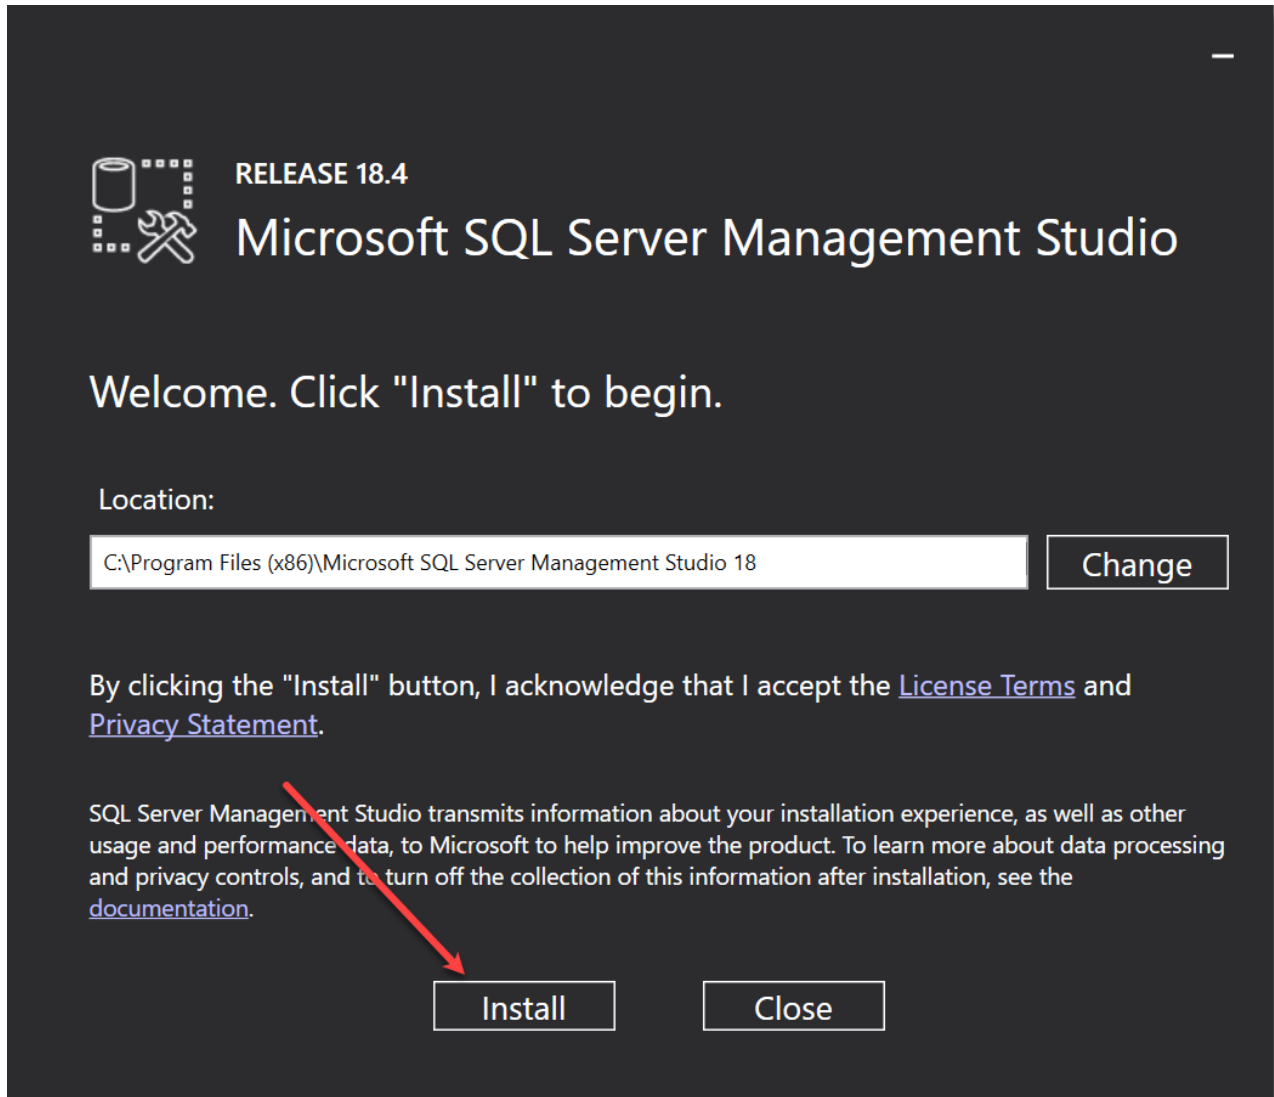 RELEASE 18.4
Microsoft SQL Server Management Studio
Welcome. Click "Install" to begin.
Location:
C:\Program Files (x86)\Microsoft SQL Server Management Studio 18
Change
By clicking the "Install" button, I acknowledge that I accept the License Terms and
Privacy Statement.
SQL Server Management Studio transmits information about your installation experience, as well as other
usage and performance data, to Microsoft to help improve the product. To learn more about data processing
and privacy controls, and to turn off the collection of this information after installation, see the
documentation.
Install
Close